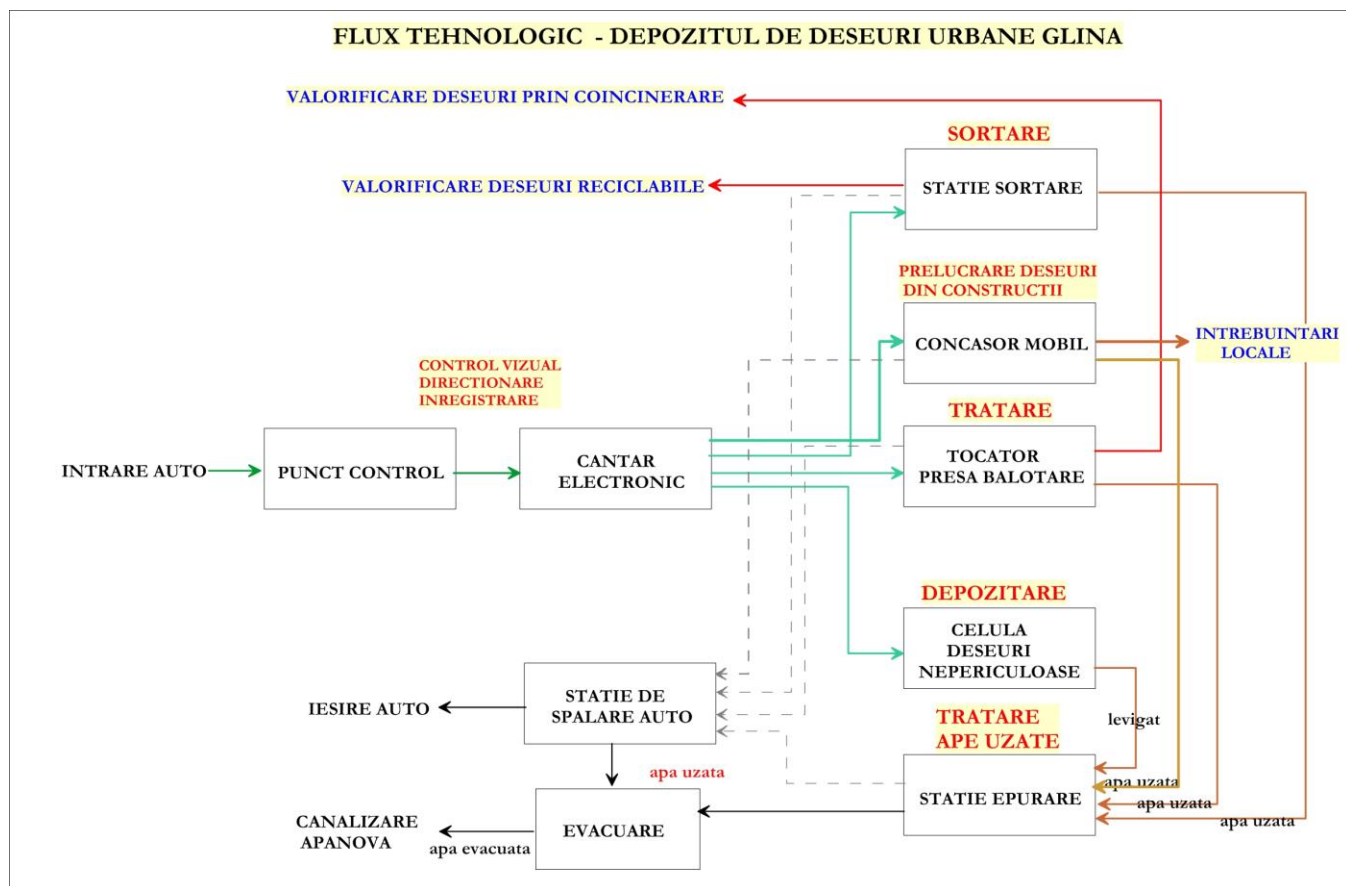 FLUX TEHNOLOGIC - DEPOZITUL DE DESEURI URBANE GLINA
VALORIFICARE DESEURI PRIN COINCINERARE
SORTARE
VALORIFICARE DESEURI RECICLABILE
STATIE SORTARE
PRELUCRARE DESEURI
DIN CONSTRUCTII
CONCASOR MOBIL
INTREBUINTARI
LOCALE
CONTROL VIZUAL
DIRECTIONARE
INREGISTRARE
TRATARE
INTRARE AUTO
PUNCT CONTROL
CANTAR
ELECTRONIC
TOCATOR
PRESA BALOTARE
DEPOZITARE
CELULA
DESEURI
NEPERICULOASE
IESIRE AUTO
STATIE DE
SPALARE AUTO
levigat
TRATARE
APE UZATE
apa uzata
STATIE EPURARE
apa uzata
apa uzata
apa uzata
CANALIZARE
APANOVA
apa evacuata
EVACUARE